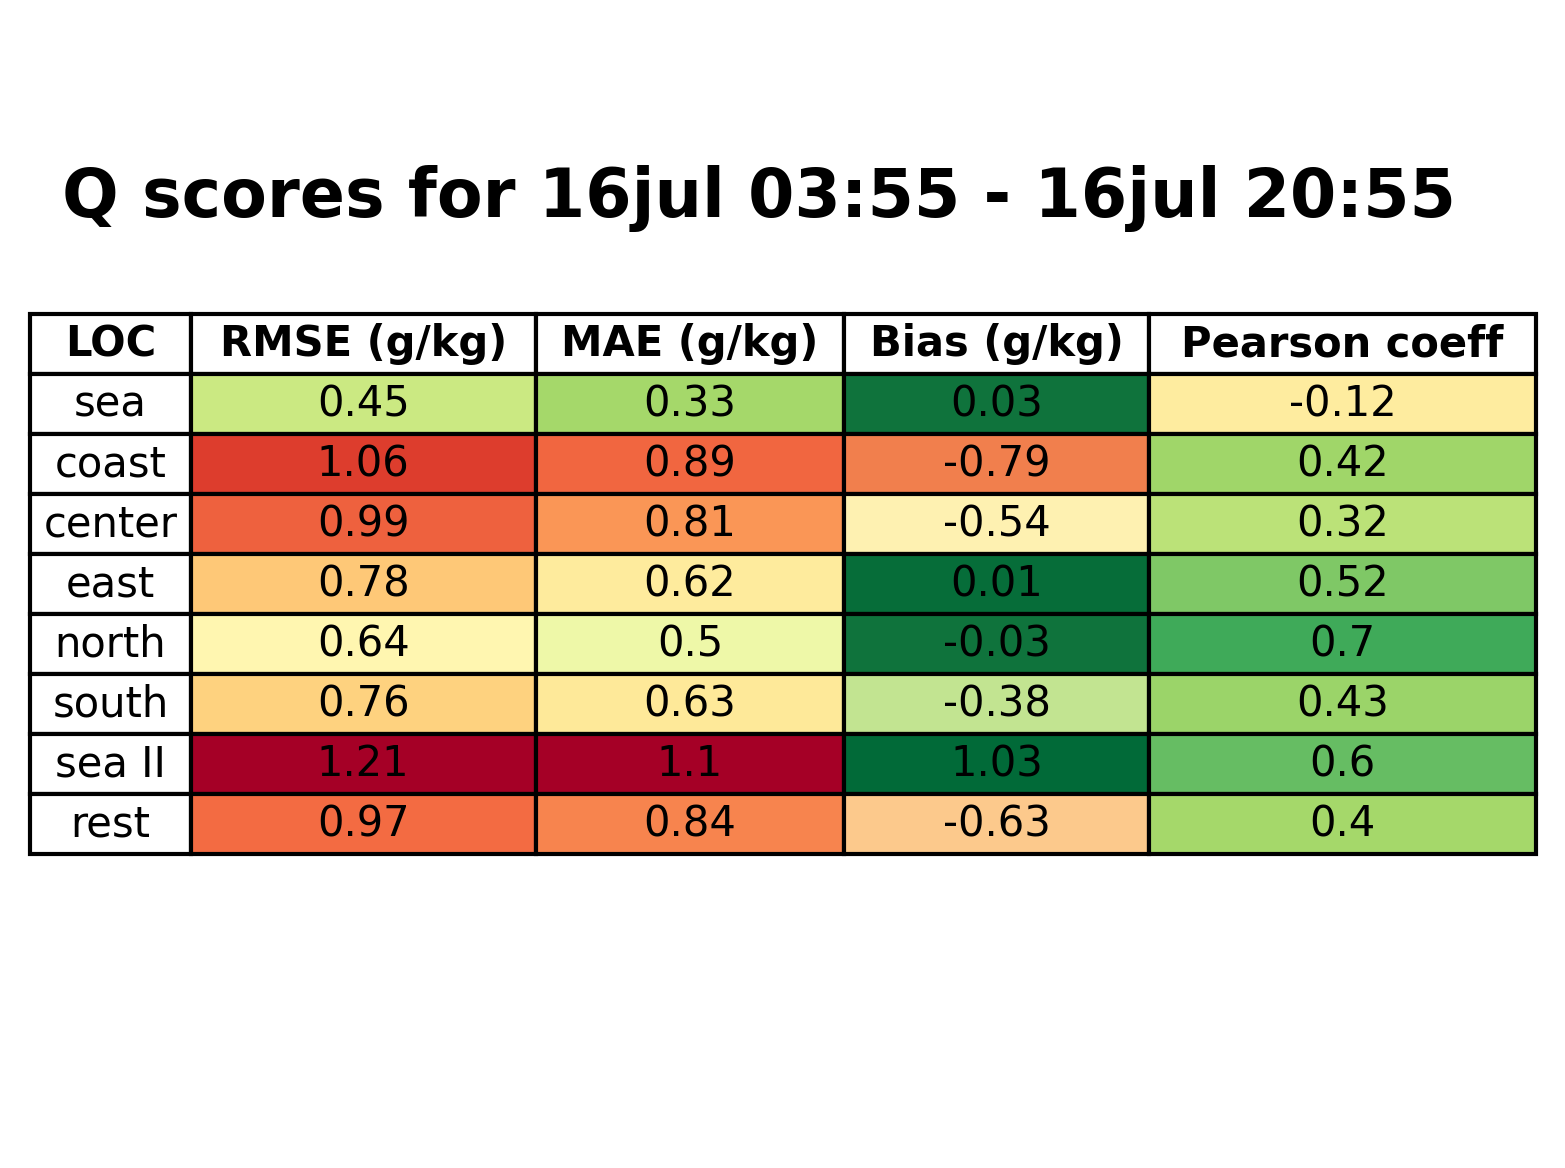 Q scores for 16jul 03:55 - 16jul 20:55
LOC RMSE (g/kg) MAE (g/kg) Bias (g/kg) Pearson coeff
sea 0.45 0.33 0.03 -0.12
coast 1.06 0.89 -0.79 0.42
center 0.99 0.81 -0.54 0.32
east 0.78 0.62 0.01 0.52
north 0.64 0.5 -0.03 0.7
south 0.76 0.63 -0.38 0.43
sea II 1.21 1.1 1.03 0.6
rest 0.97 0.84 -0.63 0.4